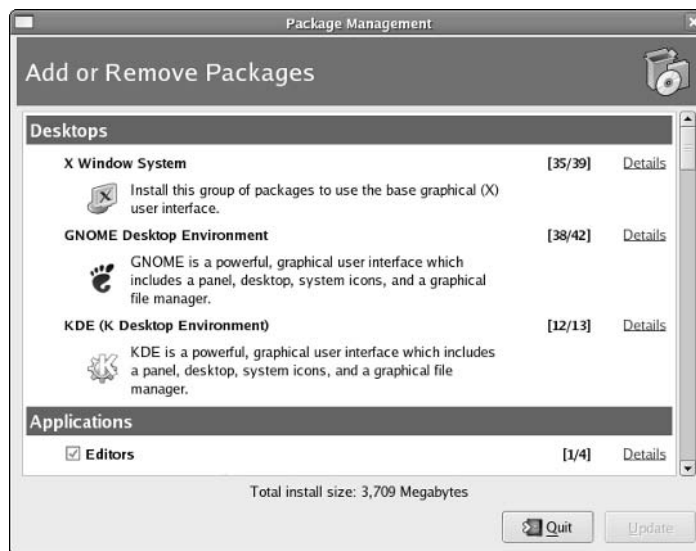 Package Management
Add or Remove Packages
Desktops
X Window System [35/39] Details
Install this group of packages to use the base graphical (X)
user interface.
GNOME Desktop Environment [38/42] Details
GNOME is a powerful, graphical user interface which
includes a panel, desktop, system icons, and a graphical
file manager.
KDE (K Desktop Environment) [12/13] Details
KDE is a powerful, graphical user interface which includes
a panel, desktop, system icons, and a graphical file
manager.
Applications
Editors [1/4] Details
Total install size: 3,709 Megabytes
Quit Update